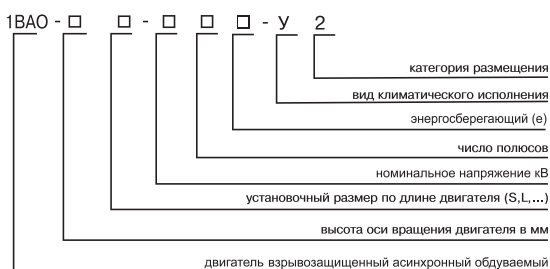 1ВАО - □ □ - □ □ □ - У 2
категория размещения
вид климатического исполнения
энергосберегающий (е)
число полюсов
номинальное напряжение кВ
установочный размер по длине двигателя (S,L,...)
высота оси вращения двигателя в мм
двигатель взрывозащищенный асинхронный обдуваемый